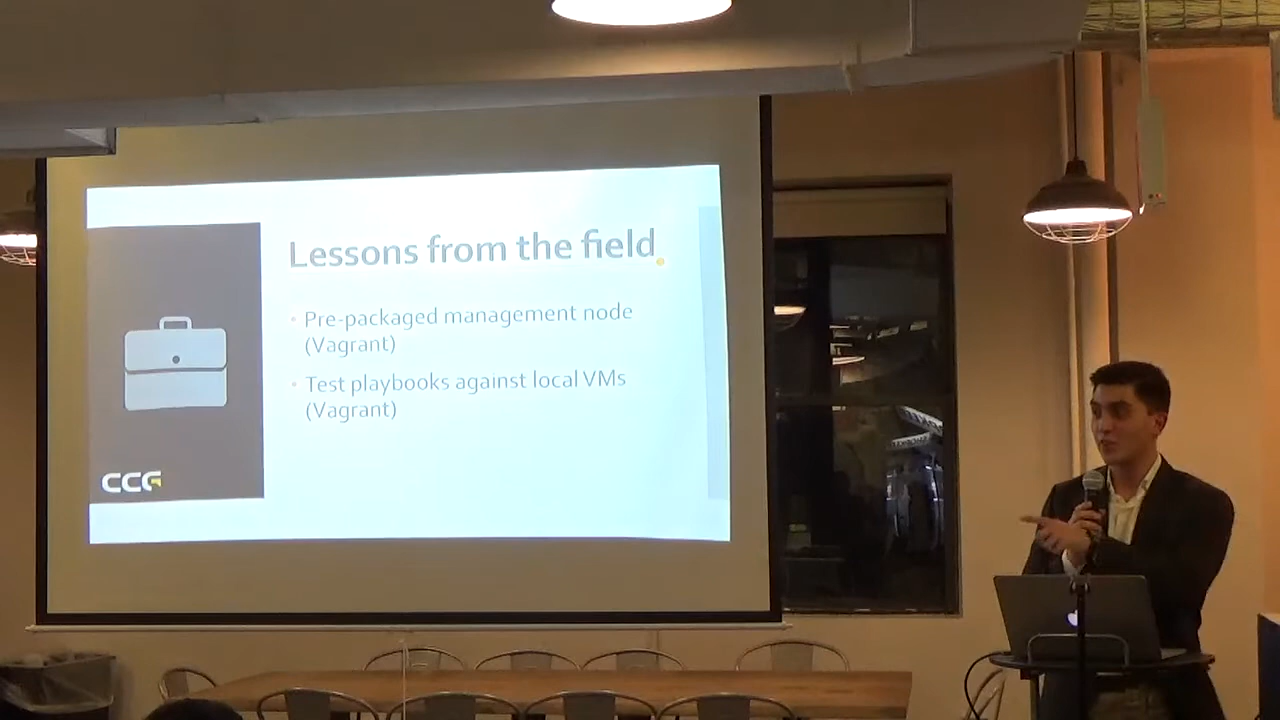 Lessons from the field.
• Pre-packaged management node
(Vagrant)
• Test playbooks against local VMs
(Vagrant)
CCG